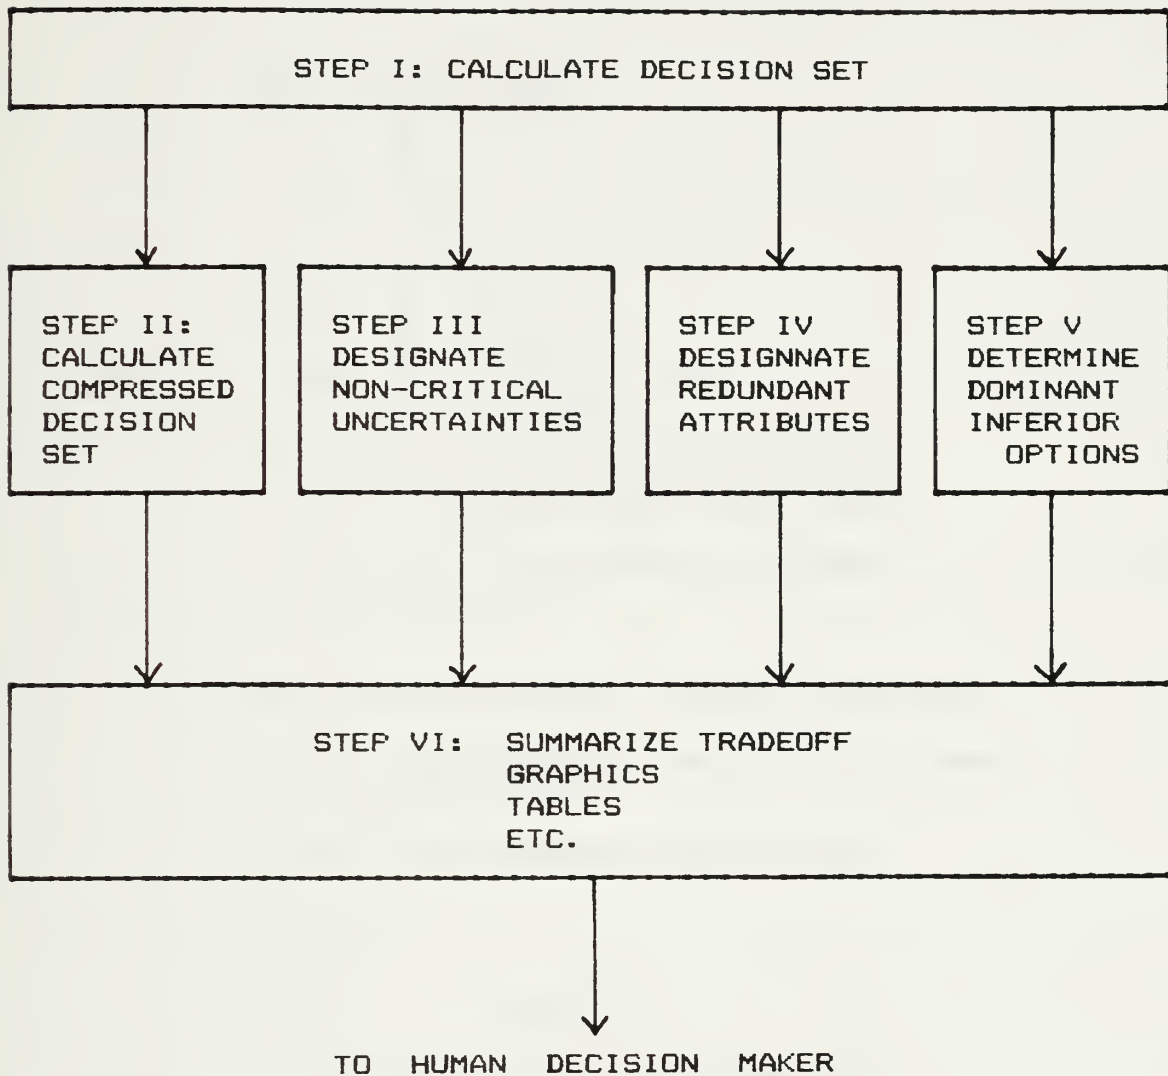 STEP I: CALCULATE DECISION SET
STEP II:
CALCULATE
COMPRESSED
DECISION
SET
STEP III
DESIGNATE
NON-CRITICAL
UNCERTAINTIES
STEP IV
DESIGNNATE
REDUNDANT
ATTRIBUTES
STEP V
DETERMINE
DOMINANT
INFERIOR
OPTIONS
STEP VI: SUMMARIZE TRADEOFF
GRAPHICS
TABLES
ETC.
TO HUMAN DECISION MAKER